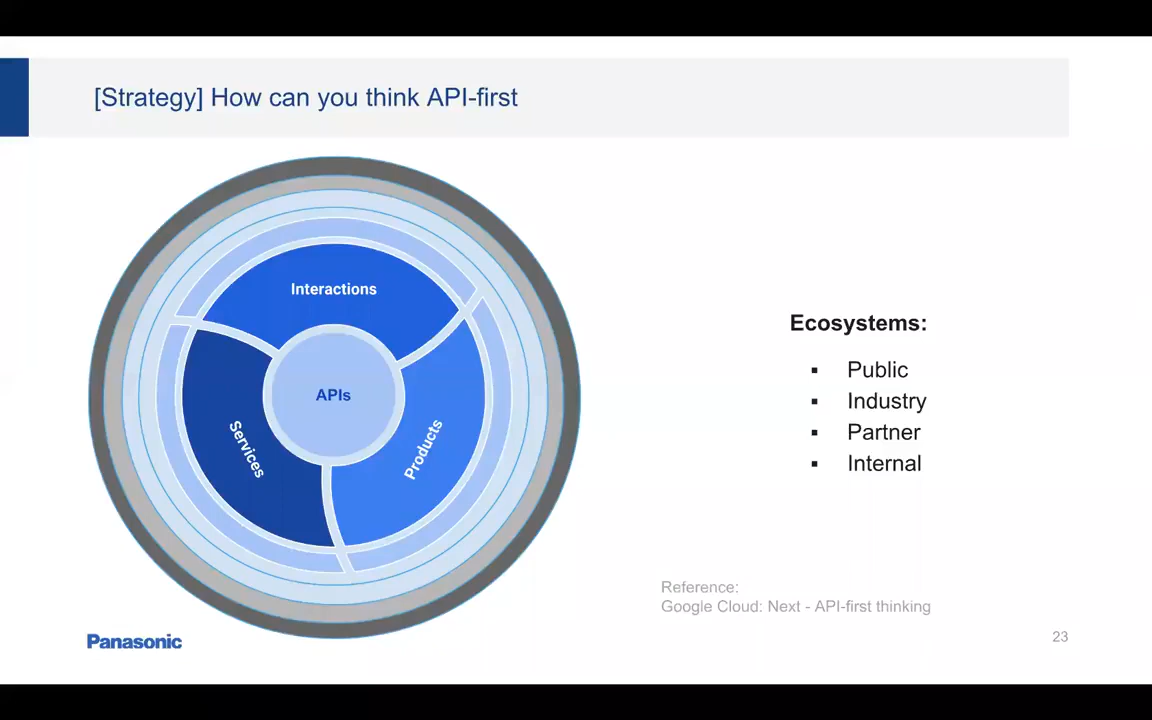 [Strategy] How can you think API-first
Interactions
APIs
Services
Products
Ecosystems:
▪ Public
▪ Industry
▪ Partner
▪ Internal
Reference:
Google Cloud: Next - API-first thinking
Panasonic
23